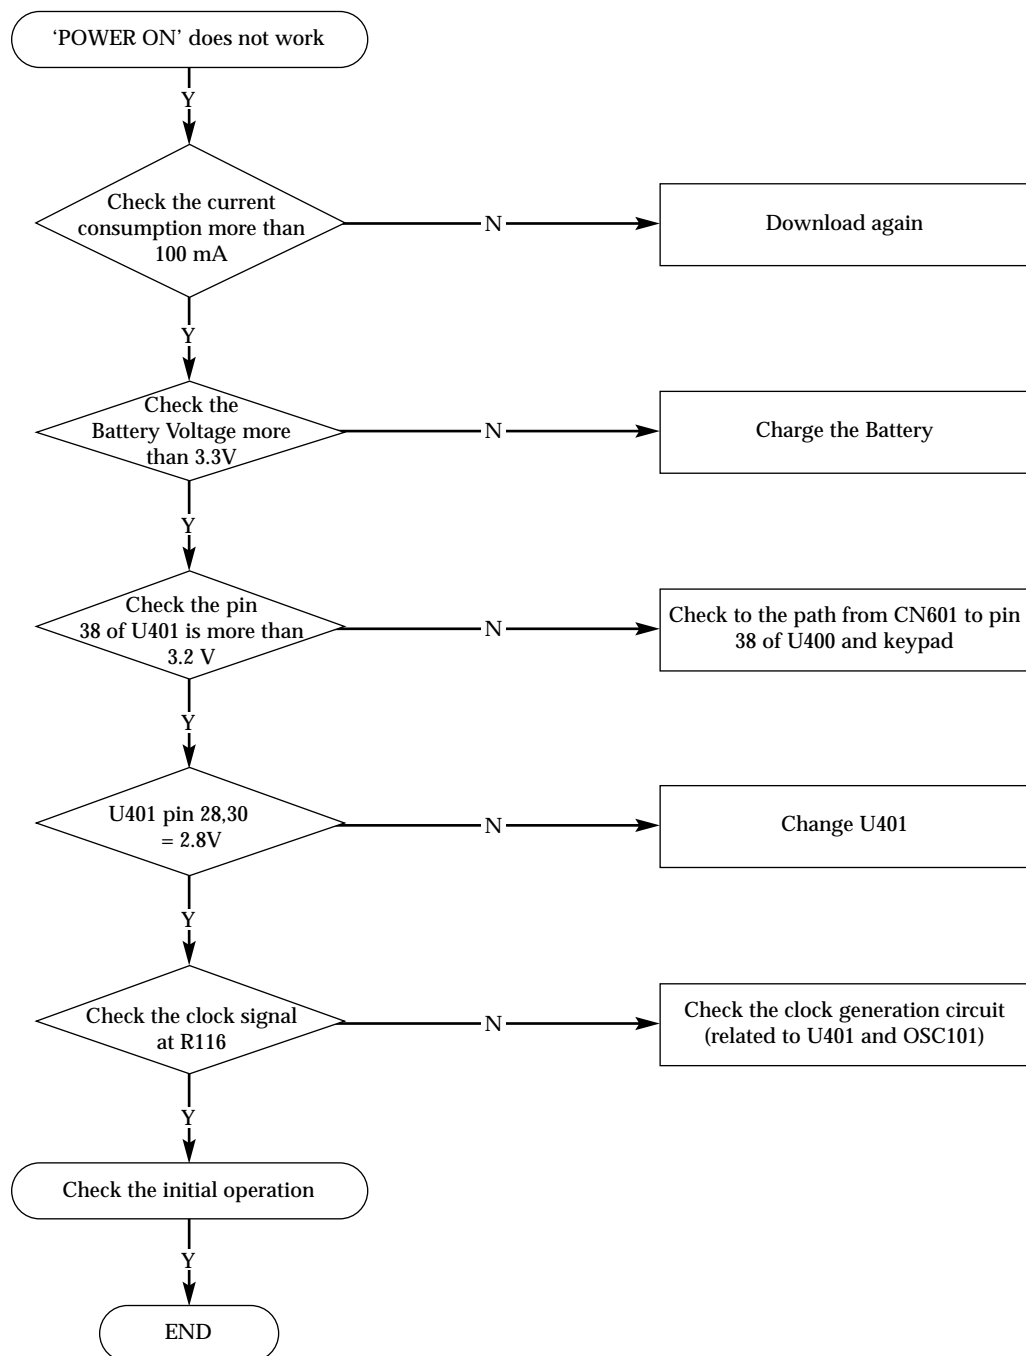 ‘POWER ON’ does not work
Y
Check the current
consumption more than
100 mA
N
Download again
Y
Check the
Battery Voltage more
than 3.3V
N
Charge the Battery
Y
Check the pin
38 of U401 is more than
3.2 V
N
Check to the path from CN601 to pin
38 of U400 and keypad
Y
U401 pin 28,30
= 2.8V
N
Change U401
Y
Check the clock signal
at R116
N
Check the clock generation circuit
(related to U401 and OSC101)
Y
Check the initial operation
Y
END